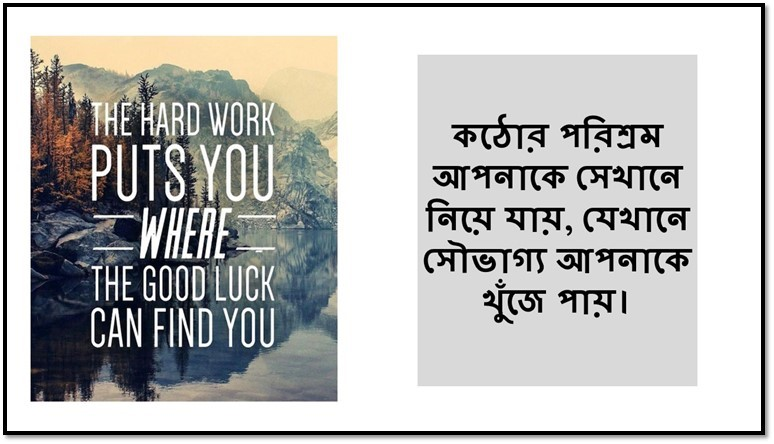 THE HARD WORK
PUTS YOU
WHERE
THE GOOD LUCK
CAN FIND YOU
কঠোর পরিশ্রম
আপনাকে সেখানে
নিয়ে যায়, যেখানে
সৌভাগ্য আপনাকে
খুঁজে পায়।